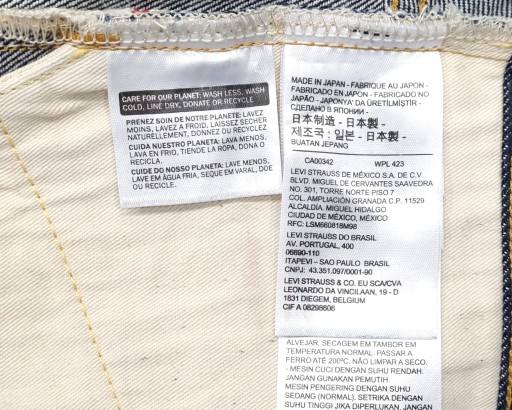 CARE FOR OUR PLANET: WASH LESS, WASH
COLD, LINE DRY, DONATE OR RECYCLE
PRENEZ SOIN DE NOTRE PLANETE: LAVEZ
MOINS, LAVEZ A FROID, LAISSEZ SECHER
NATURELLEMENT, DONNEZ OU RECYCLEZ
CUIDA NUESTRO PLANETA: LAVA MENOS,
LAVA EN FRIO, TIENDE LA ROPA, DONA O
RECICLA.
CUIDE DO NOSSO PLANETA: LAVE MENOS,
LAVE EM ÁGUA FRIA, SEQUE EM VARAL, DOE
OU RECICLE.
MADE IN JAPAN - FABRIQUE AU JAPON -
FABRICADO EN JAPON - FABRICADO NO
JAPÃO - JAPONYA' DA ÜRETİLMİŞTİR -
СДЕЛАНО В ЯПОНИИ -
日本制造 - 日本製 -
제조국 : 일본 - 日本製 -
BUATAN JEPANG
CA00342 WPL 423
LEVI STRAUSS DE MÉXICO S.A. DE C.V.
BLVD. MIGUEL DE CERVANTES SAAVEDRA
NO. 301, TORRE NORTE PISO 7
COL. AMPLIACIÓN GRANADA C.P. 11529
ALCALDÍA. MIGUEL HIDALGO
CIUDAD DE MÉXICO, MÉXICO
RFC: LSM660818M98
LEVI STRAUSS DO BRASIL
AV. PORTUGAL, 400
06690-110
ITAPEVI – SAO PAULO BRASIL
CNPJ: 43.351.097/0001-90
LEVI STRAUSS & CO. EU SCA/CVA
LEONARDO DA VINCILAAN, 19 - D
1831 DIEGEM, BELGIUM
CIF A 08298806
ALVEJAR. SECAGEM EM TAMBOR EM
TEMPERATURA NORMAL. PASSAR A
FERRO ATÉ 200ºC. NÃO LIMPAR A SECO.
- MESIN CUCI DENGAN SUHU RENDAH.
JANGAN GUNAKAN PEMUTIH.
MESIN PENGERING DENGAN SUHU
SEDANG (NORMAL). SETRIKA DENGAN
SUHU TINGGI JIKA DIPERLUKAN. JANGAN